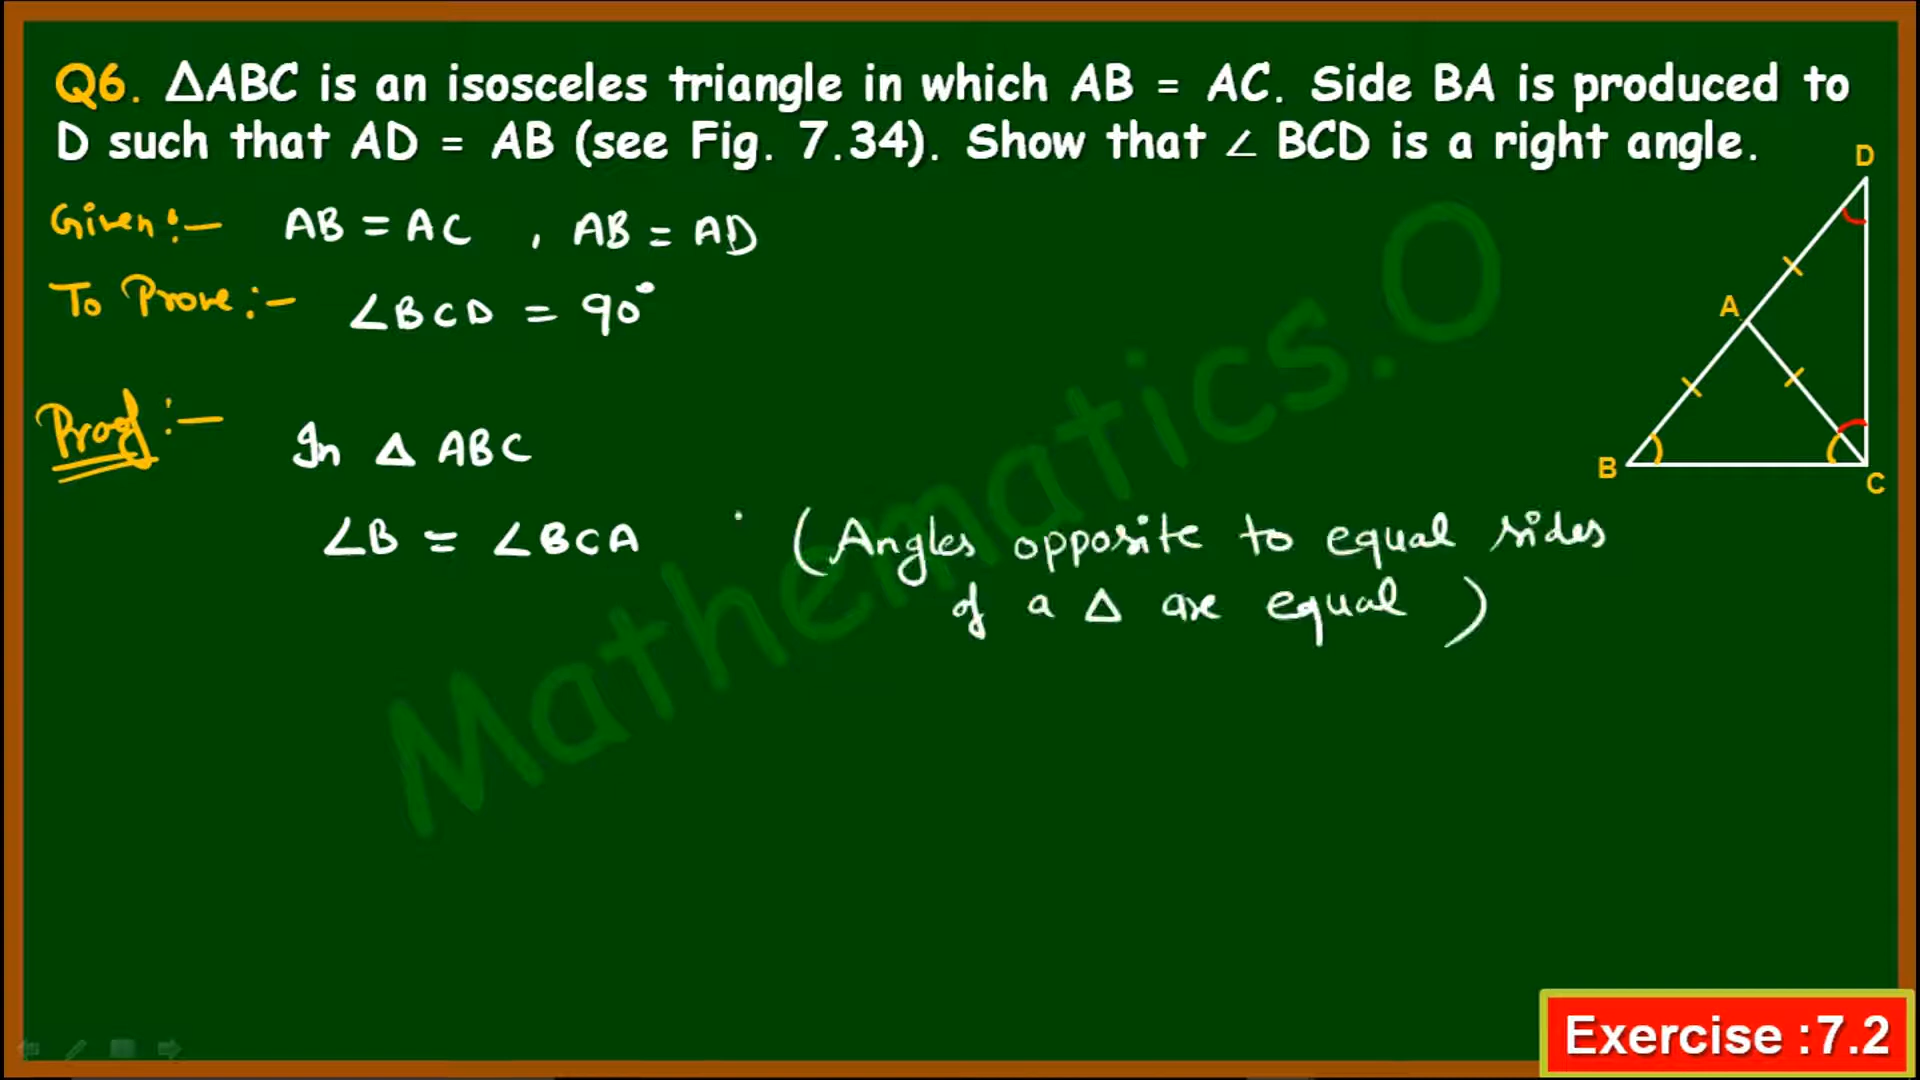 Q6. ΔABC is an isosceles triangle in which AB = AC. Side BA is produced to
D such that AD = AB (see Fig. 7.34). Show that ∠ BCD is a right angle.
Given:- AB = AC , AB = AD
To Prove:- ∠BCD = 90°
Proof:-
In Δ ABC
∠B = ∠BCA (Angles opposite to equal sides
of a Δ are equal)
D
A
B
C
Mathematics.O
Exercise :7.2